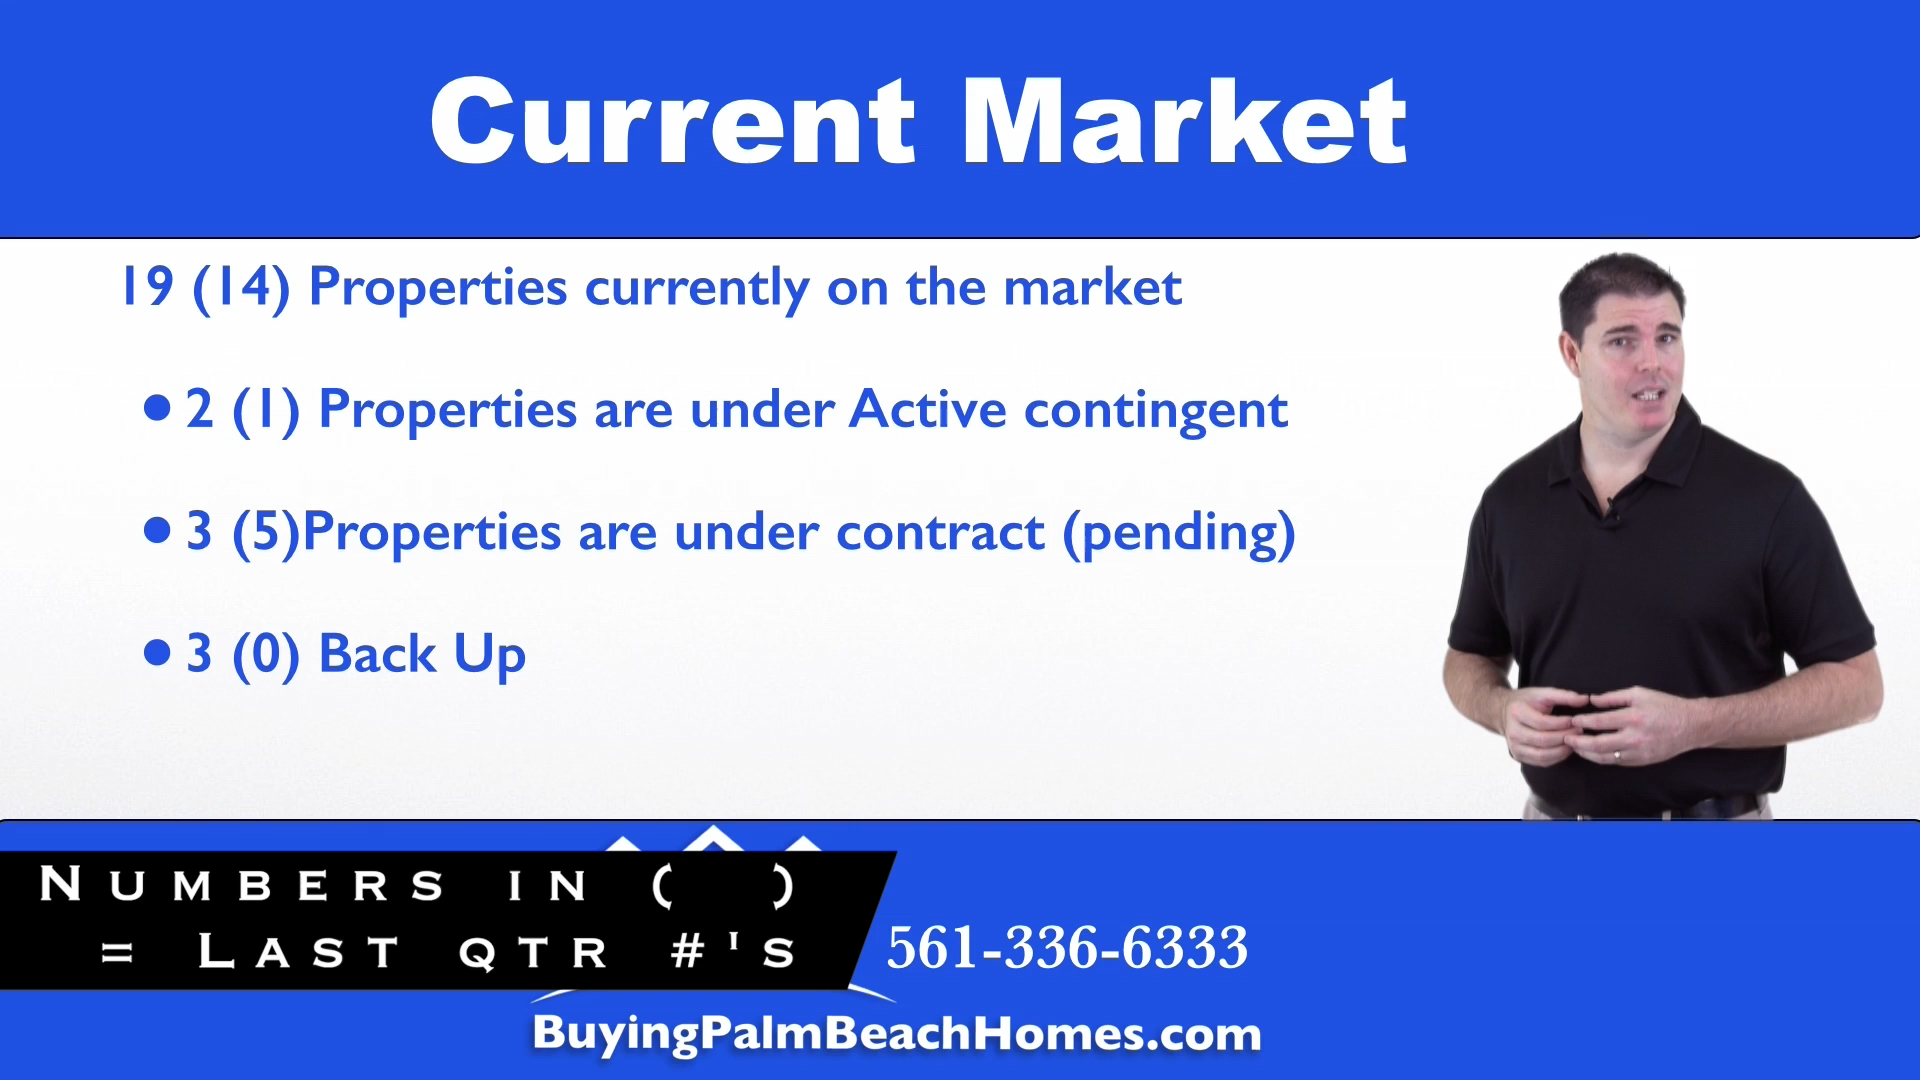 Current Market
19 (14) Properties currently on the market
• 2 (1) Properties are under Active contingent
• 3 (5)Properties are under contract (pending)
• 3 (0) Back Up
Numbers in ( )
= Last qtr #'s
561-336-6333
BuyingPalmBeachHomes.com